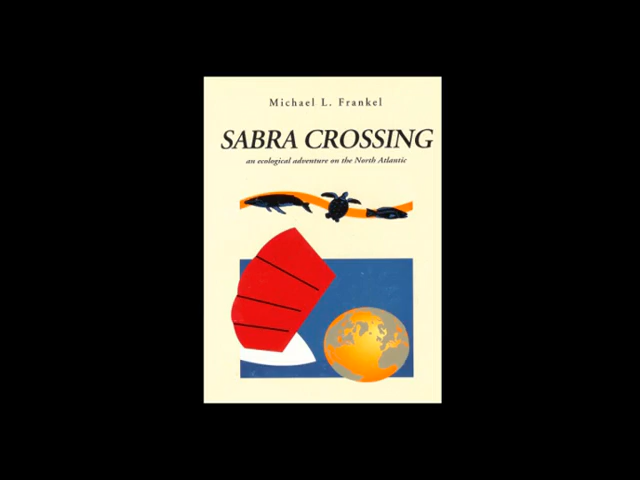 Michael L. Frankel
SABRA CROSSING
an ecological adventure on the North Atlantic